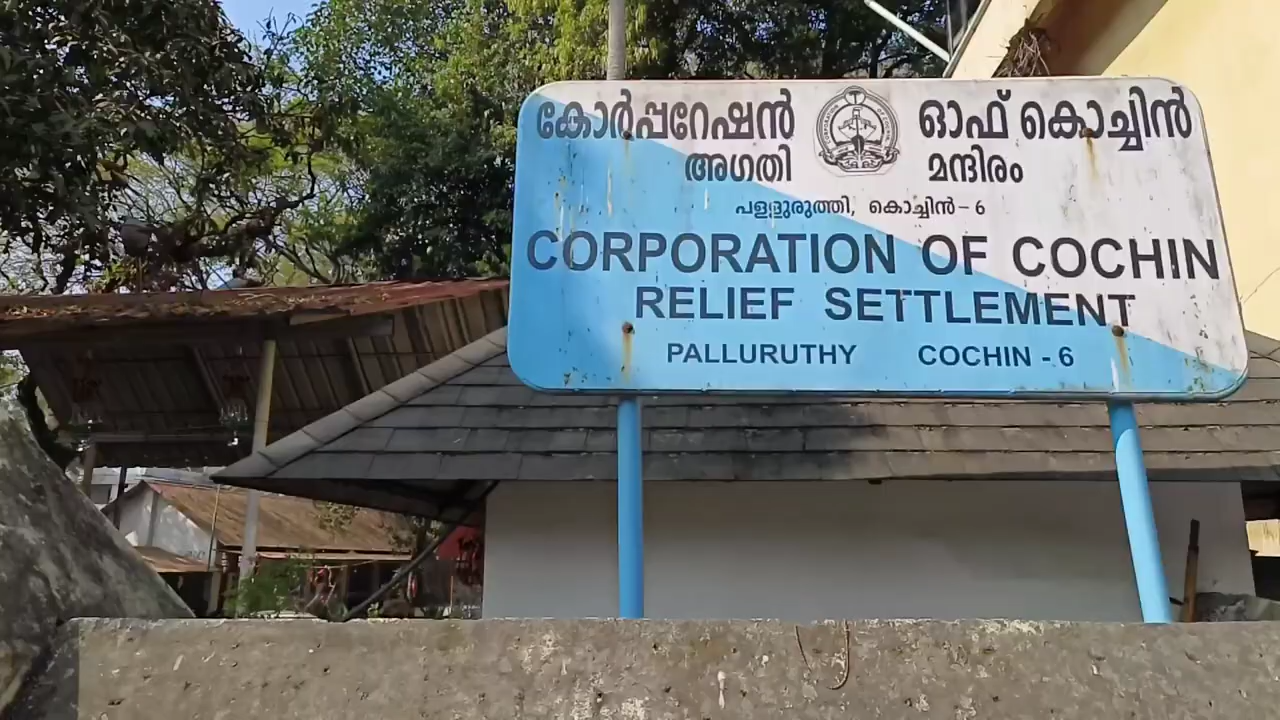 കോർപ്പറേഷൻ ഓഫ് കൊച്ചിൻ
അഗതി മന്ദിരം
പള്ളുരുത്തി, കൊച്ചിൻ - 6
CORPORATION OF COCHIN
RELIEF SETTLEMENT
PALLURUTHY COCHIN - 6